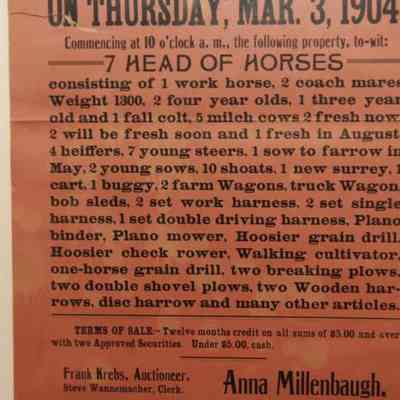 ON THURSDAY, MAR. 3, 1904
Commencing at 10 o'clock a. m., the following property, to-wit:
7 HEAD OF HORSES
consisting of 1 work horse, 2 coach mares
Weight 1300, 2 four year olds, 1 three year
old and 1 fall colt, 5 milch cows 2 fresh now
2 will be fresh soon and 1 fresh in August
4 heiffers, 7 young steers, 1 sow to farrow in
May, 2 young sows, 10 shoats, 1 new surrey, 1
cart, 1 buggy, 2 farm Wagons, truck Wagon
bob sleds, 2 set work harness, 2 set single
harness, 1 set double driving harness, Plano
binder, Plano mower, Hoosier grain drill,
Hoosier check rower, Walking cultivator,
one-horse grain drill, two breaking plows,
two double shovel plows, two Wooden har-
rows, disc harrow and many other articles.
TERMS OF SALE:-Twelve months credit on all sums of $5.00 and over
with two Approved Securities. Under $5.00, cash.
Frank Krebs, Auctioneer.
Steve Wannemacher, Clerk.
Anna Millenbaugh.